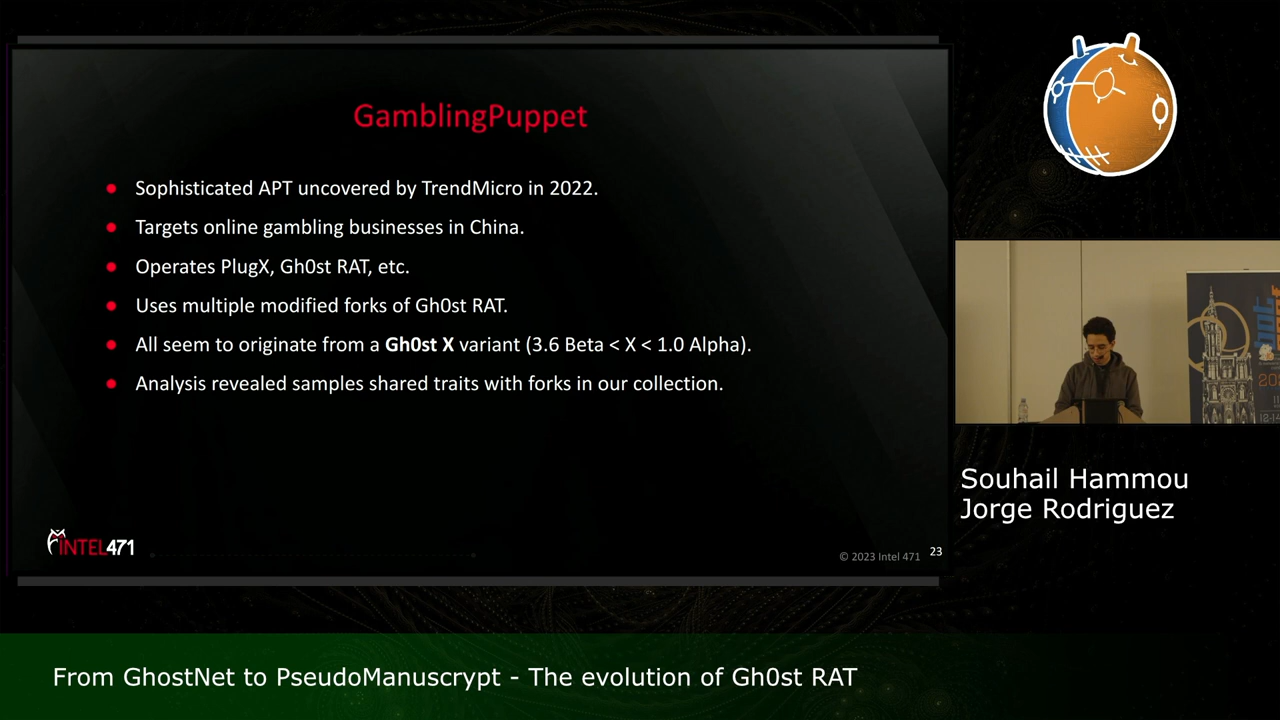 GamblingPuppet
Sophisticated APT uncovered by TrendMicro in 2022.
Targets online gambling businesses in China.
Operates PlugX, Gh0st RAT, etc.
Uses multiple modified forks of Gh0st RAT.
All seem to originate from a Gh0st X variant (3.6 Beta < X < 1.0 Alpha).
Analysis revealed samples shared traits with forks in our collection.
INTEL471
© 2023 Intel 471
23
Souhail Hammou
Jorge Rodriguez
From GhostNet to PseudoManuscrypt - The evolution of Gh0st RAT